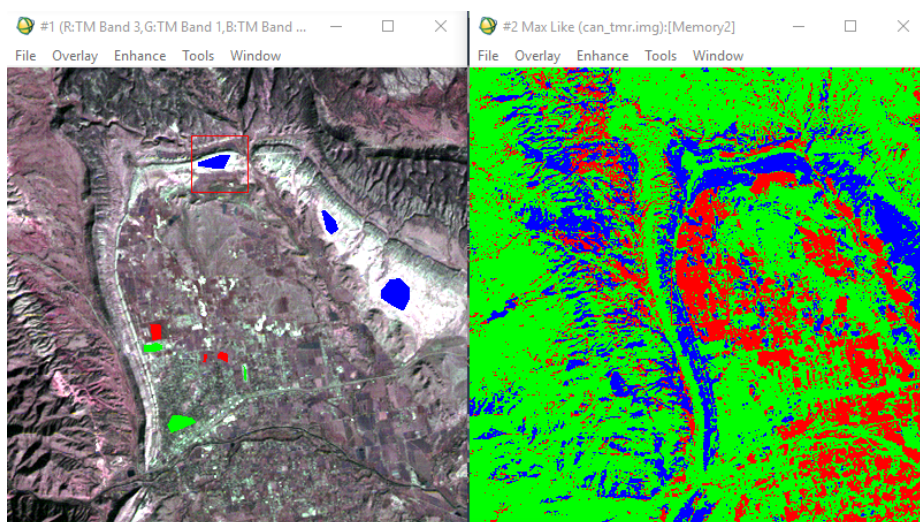 #1 (R:TM Band 3,G:TM Band 1,B:TM Band ...
File Overlay Enhance Tools Window
#2 Max Like (can_tmr.img):[Memory2]
File Overlay Enhance Tools Window